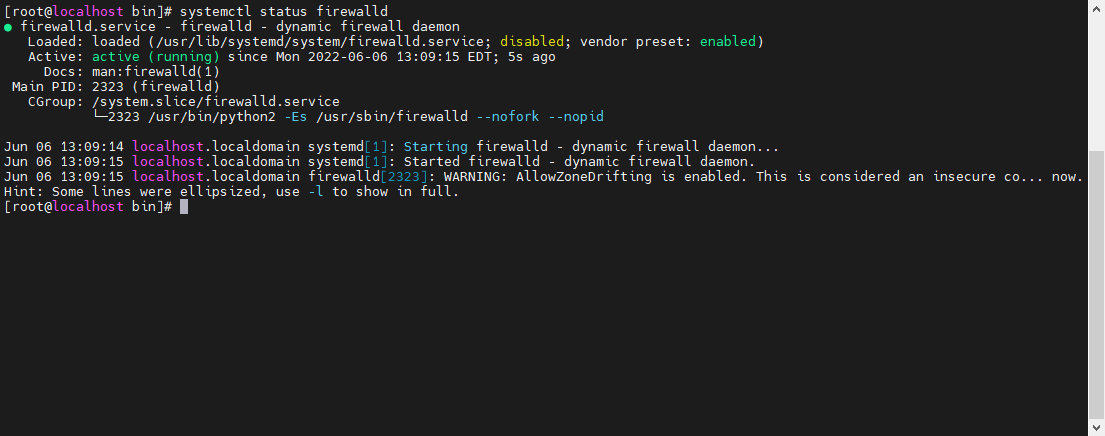 [root@localhost bin]# systemctl status firewalld
● firewalld.service - firewalld - dynamic firewall daemon
   Loaded: loaded (/usr/lib/systemd/system/firewalld.service; disabled; vendor preset: enabled)
   Active: active (running) since Mon 2022-06-06 13:09:15 EDT; 5s ago
     Docs: man:firewalld(1)
 Main PID: 2323 (firewalld)
   CGroup: /system.slice/firewalld.service
           └─2323 /usr/bin/python2 -Es /usr/sbin/firewalld --nofork --nopid

Jun 06 13:09:14 localhost.localdomain systemd[1]: Starting firewalld - dynamic firewall daemon...
Jun 06 13:09:15 localhost.localdomain systemd[1]: Started firewalld - dynamic firewall daemon.
Jun 06 13:09:15 localhost.localdomain firewalld[2323]: WARNING: AllowZoneDrifting is enabled. This is considered an insecure co... now.
Hint: Some lines were ellipsized, use -l to show in full.
[root@localhost bin]#